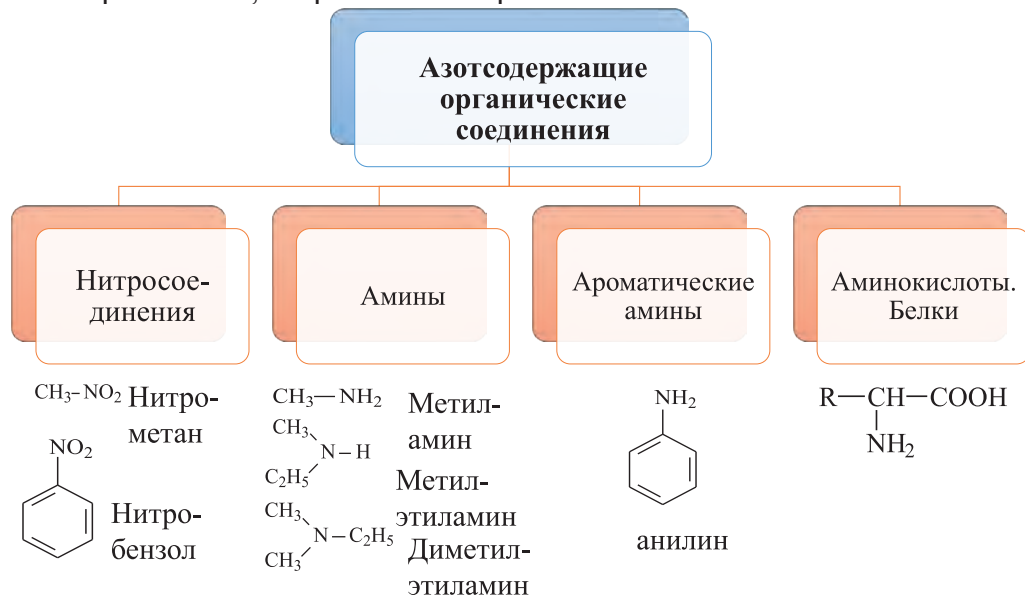 Азотсодержащие
органические
соединения
Нитросое-
динения
Амины
Ароматические
амины
Аминокислоты.
Белки
CH₃–NO₂ Нитро-
метан
NO₂
Нитро-
бензол
CH₃—NH₂ Метил-
амин
CH₃
N—H
C₂H₅
Метил-
этиламин
CH₃
N—C₂H₅
CH₃
Диметил-
этиламин
NH₂
анилин
R—CH—COOH
NH₂